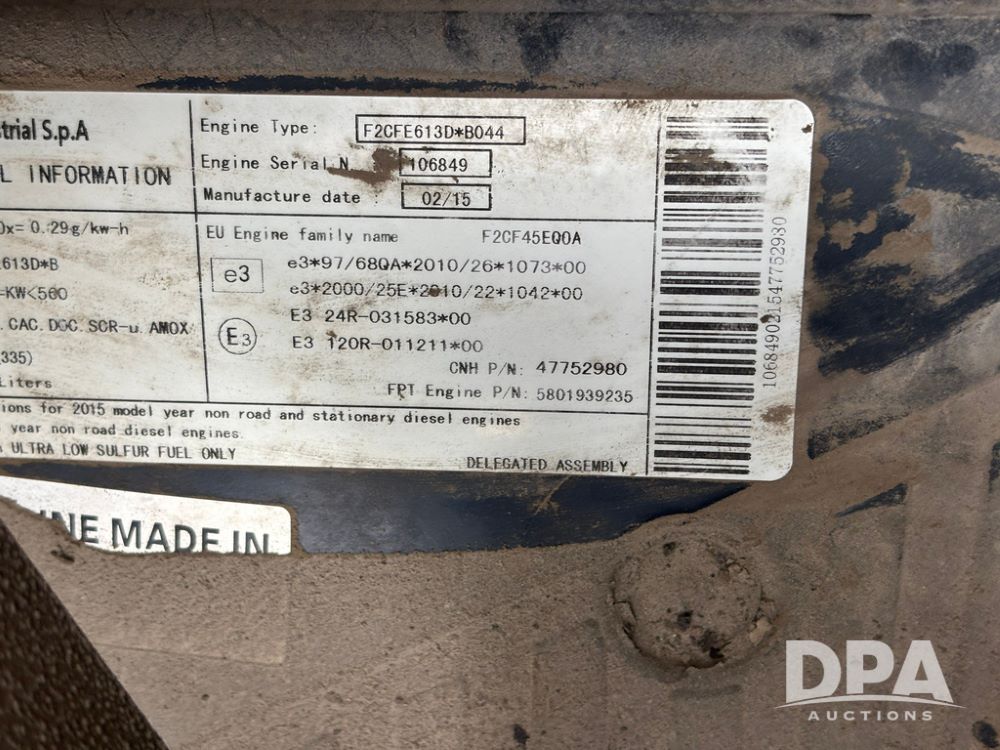 strial S.p.A
L INFORMATION
Engine Type: F2CFE613D*B044
Engine Serial N 106849
Manufacture date : 02/15
x= 0.29g/kw-h
613D*B
=KW<560
.CAC.DOC.SCR-u.AMOX
(335)
Liters
EU Engine family name F2CF45EQ0A
e3 e3*97/68QA*2010/26*1073*00
e3*2000/25E*2010/22*1042*00
E3 E3 24R-031583*00
E3 120R-011211*00
CNH P/N: 47752980
FPT Engine P/N: 5801939235
ions for 2015 model year non road and stationary diesel engines
year non road diesel engines.
ULTRA LOW SULFUR FUEL ONLY
DELEGATED ASSEMBLY
106849021547752980
NE MADE IN
DPA
AUCTIONS